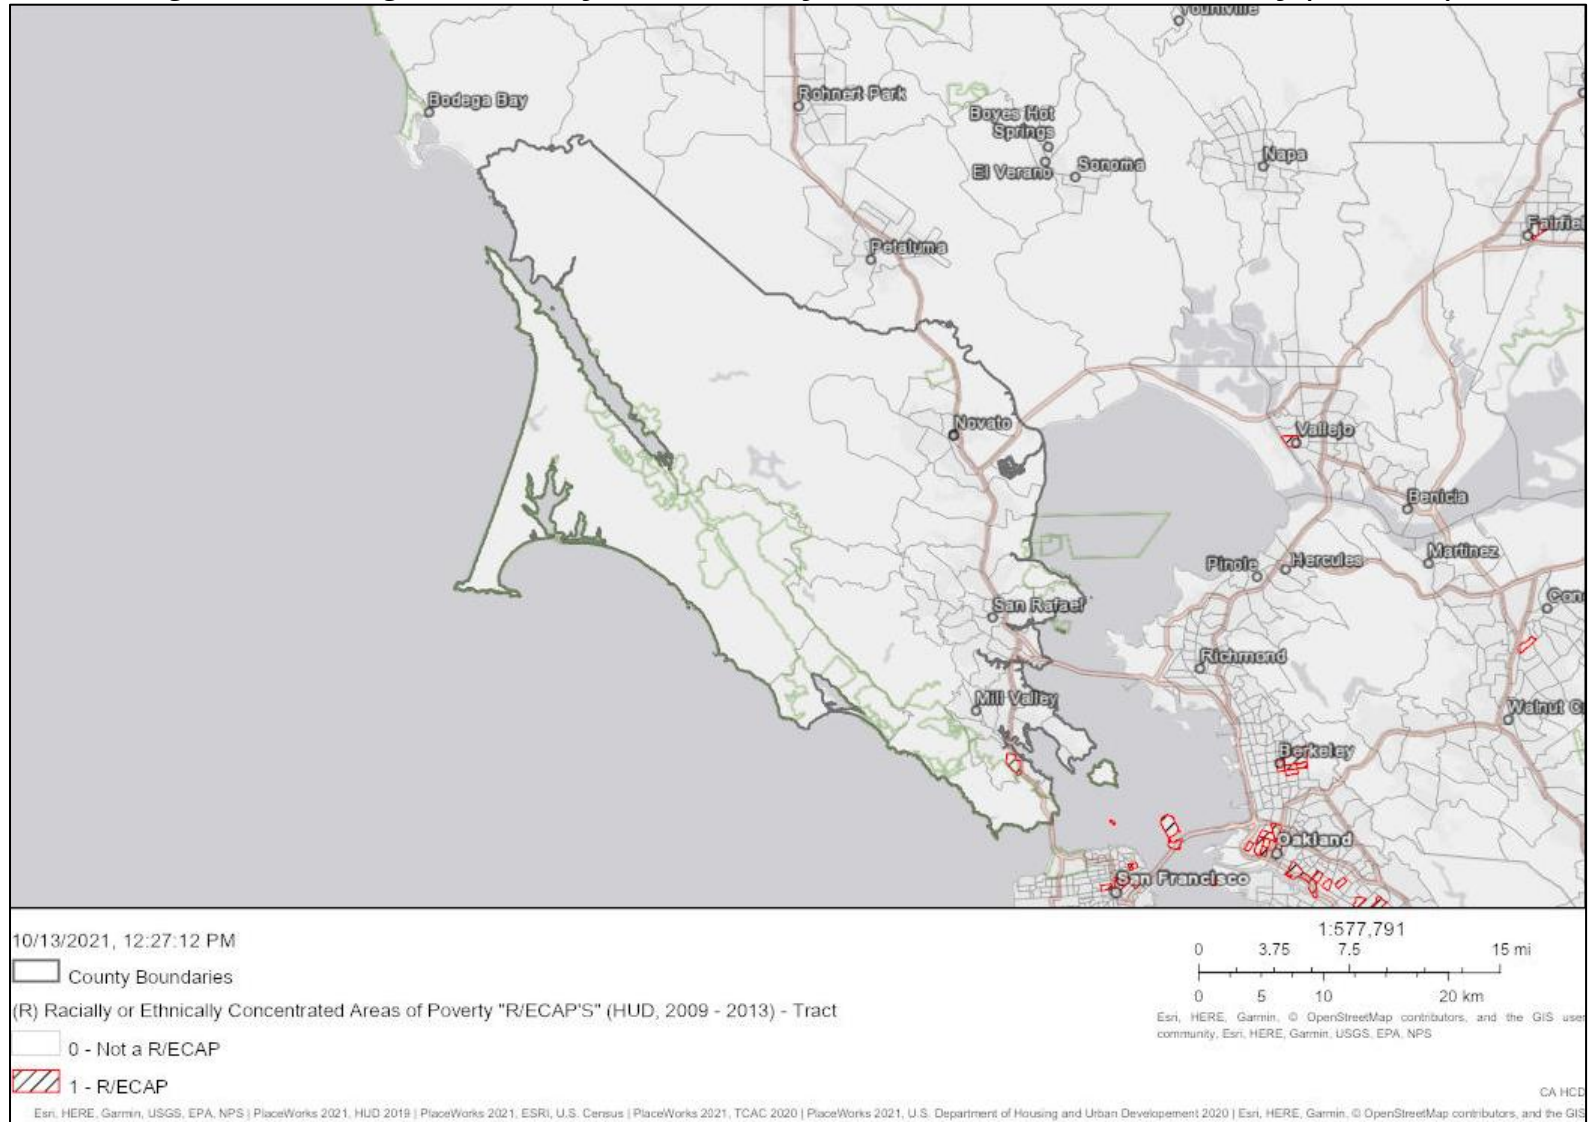 Yountville
Bodega Bay
Rohnert Park
Boyes Hot
Springs
El Verano
Sonoma
Napa
Petaluma
Novato
Vallejo
Benicia
Martinez
Pinole
Hercules
San Rafael
Richmond
Mill Valley
Berkeley
Oakland
San Francisco
10/13/2021, 12:27:12 PM
County Boundaries
(R) Racially or Ethnically Concentrated Areas of Poverty "R/ECAP'S" (HUD, 2009 - 2013) - Tract
0 - Not a R/ECAP
1 - R/ECAP
1:577,791
0 3.75 7.5 15 mi
0 5 10 20 km
Esri, HERE, Garmin, © OpenStreetMap contributors, and the GIS user
community, Esri, HERE, Garmin, USGS, EPA, NPS
CA HCD
Esri, HERE, Garmin, USGS, EPA, NPS | PlaceWorks 2021, HUD 2019 | PlaceWorks 2021, ESRI, U.S. Census | PlaceWorks 2021, TCAC 2020 | PlaceWorks 2021, U.S. Department of Housing and Urban Developement 2020 | Esri, HERE, Garmin, © OpenStreetMap contributors, and the GIS